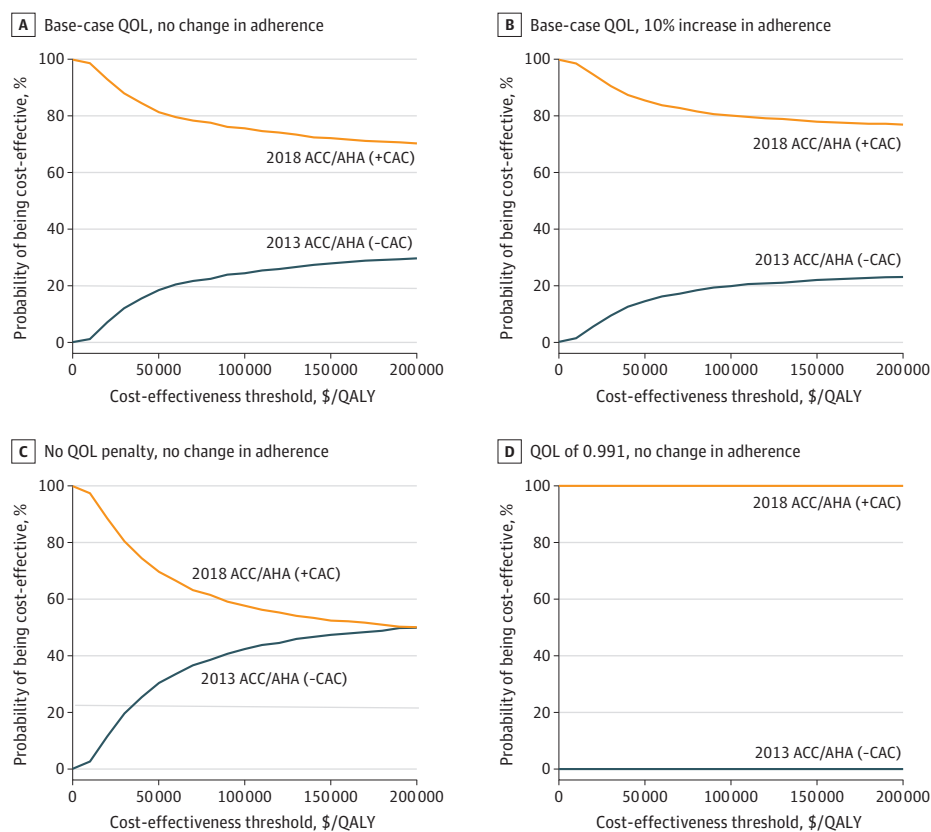 A Base-case QOL, no change in adherence
Probability of being cost-effective, %
100
80
60
40
20
0
2018 ACC/AHA (+CAC)
2013 ACC/AHA (-CAC)
0 50000 100000 150000 200000
Cost-effectiveness threshold, $/QALY
B Base-case QOL, 10% increase in adherence
Probability of being cost-effective, %
100
80
60
40
20
0
2018 ACC/AHA (+CAC)
2013 ACC/AHA (-CAC)
0 50000 100000 150000 200000
Cost-effectiveness threshold, $/QALY
C No QOL penalty, no change in adherence
Probability of being cost-effective, %
100
80
60
40
20
0
2018 ACC/AHA (+CAC)
2013 ACC/AHA (-CAC)
0 50000 100000 150000 200000
Cost-effectiveness threshold, $/QALY
D QOL of 0.991, no change in adherence
Probability of being cost-effective, %
100
80
60
40
20
0
2018 ACC/AHA (+CAC)
2013 ACC/AHA (-CAC)
0 50000 100000 150000 200000
Cost-effectiveness threshold, $/QALY